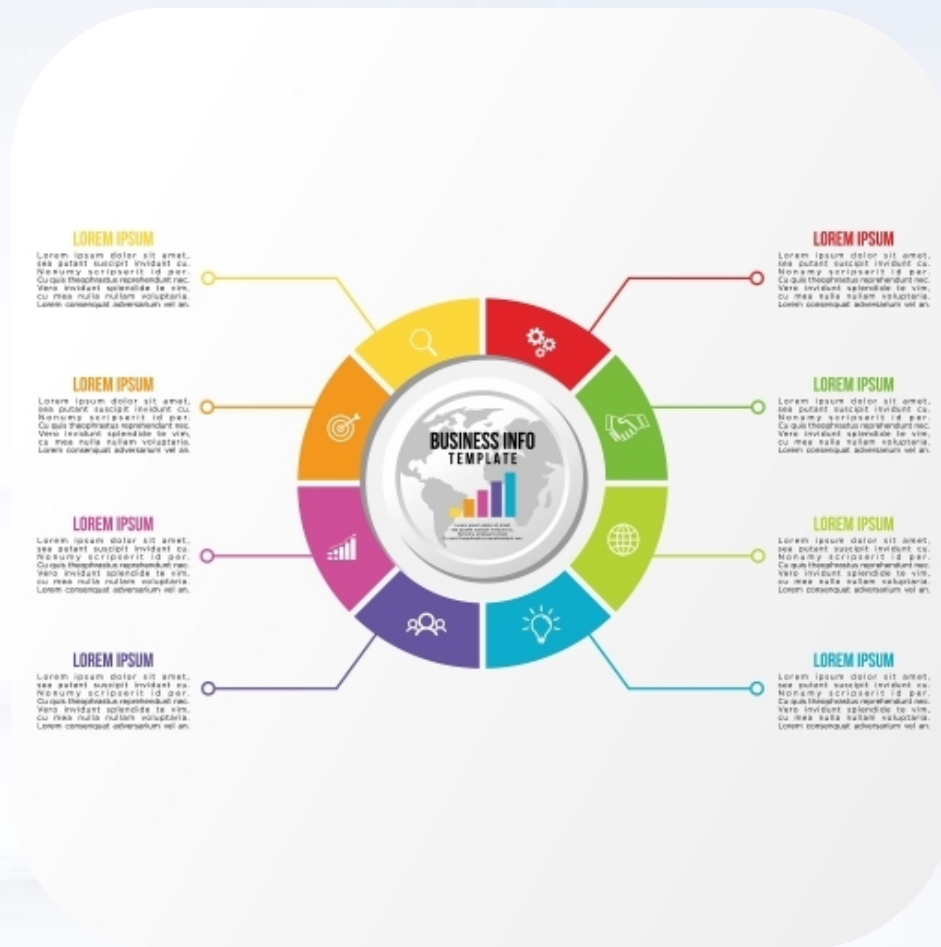 LOREM IPSUM
Lorem ipsum dolor sit amet,
sea putant suscipit invidunt cu.
Nonumy scripserit id per.
Cu quis theophrastus reprehendunt nec.
Vero invidunt splendide te vim,
cu mea nulla nullam voluptaria.
Lorem consequat adversarium vel an.
LOREM IPSUM
Lorem ipsum dolor sit amet,
sea putant suscipit invidunt cu.
Nonumy scripserit id per.
Cu quis theophrastus reprehendunt nec.
Vero invidunt splendide te vim,
cu mea nulla nullam voluptaria.
Lorem consequat adversarium vel an.
LOREM IPSUM
Lorem ipsum dolor sit amet,
sea putant suscipit invidunt cu.
Nonumy scripserit id per.
Cu quis theophrastus reprehendunt nec.
Vero invidunt splendide te vim,
cu mea nulla nullam voluptaria.
Lorem consequat adversarium vel an.
LOREM IPSUM
Lorem ipsum dolor sit amet,
sea putant suscipit invidunt cu.
Nonumy scripserit id per.
Cu quis theophrastus reprehendunt nec.
Vero invidunt splendide te vim,
cu mea nulla nullam voluptaria.
Lorem consequat adversarium vel an.
BUSINESS INFO
TEMPLATE
LOREM IPSUM
Lorem ipsum dolor sit amet,
sea putant suscipit invidunt cu.
Nonumy scripserit id per.
Cu quis theophrastus reprehendunt nec.
Vero invidunt splendide te vim,
cu mea nulla nullam voluptaria.
Lorem consequat adversarium vel an.
LOREM IPSUM
Lorem ipsum dolor sit amet,
sea putant suscipit invidunt cu.
Nonumy scripserit id per.
Cu quis theophrastus reprehendunt nec.
Vero invidunt splendide te vim,
cu mea nulla nullam voluptaria.
Lorem consequat adversarium vel an.
LOREM IPSUM
Lorem ipsum dolor sit amet,
sea putant suscipit invidunt cu.
Nonumy scripserit id per.
Cu quis theophrastus reprehendunt nec.
Vero invidunt splendide te vim,
cu mea nulla nullam voluptaria.
Lorem consequat adversarium vel an.
LOREM IPSUM
Lorem ipsum dolor sit amet,
sea putant suscipit invidunt cu.
Nonumy scripserit id per.
Cu quis theophrastus reprehendunt nec.
Vero invidunt splendide te vim,
cu mea nulla nullam voluptaria.
Lorem consequat adversarium vel an.